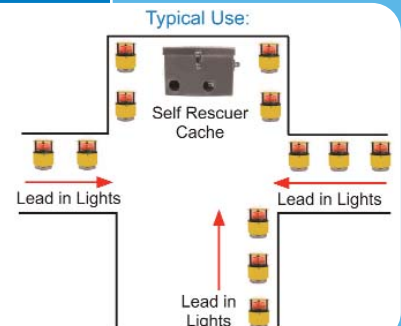 Typical Use:
Self Rescuer
Cache
Lead in Lights
Lead in Lights
Lead in
Lights